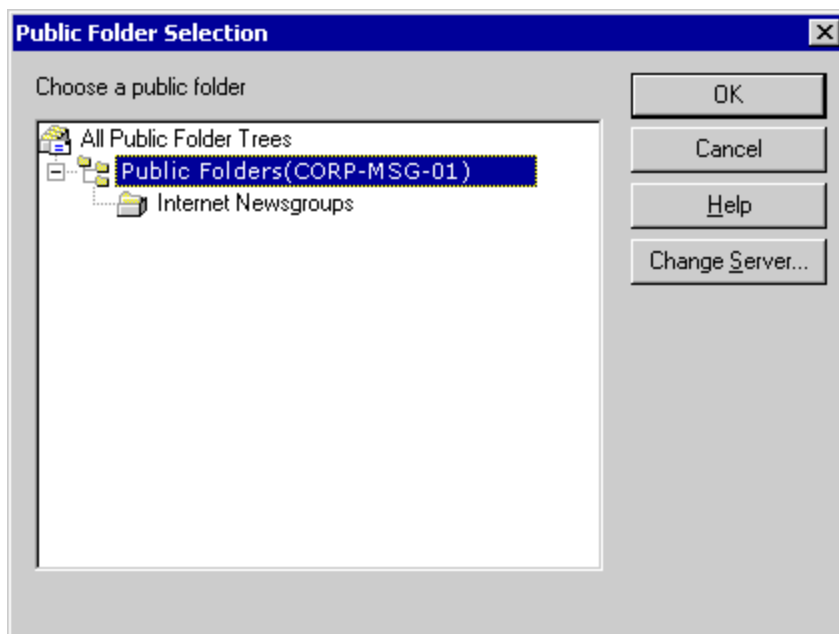 Public Folder Selection
Choose a public folder
All Public Folder Trees
Public Folders(CORP-MSG-01)
Internet Newsgroups
OK
Cancel
Help
Change Server...